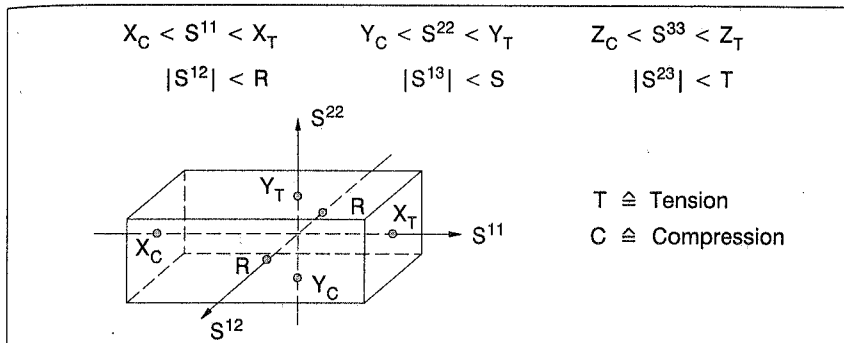 X_C < S^11 < X_T   Y_C < S^22 < Y_T   Z_C < S^33 < Z_T
|S^12| < R   |S^13| < S   |S^23| < T
S^22
Y_T
R
X_T
T ≙ Tension
X_C
S^11
C ≙ Compression
R
Y_C
S^12